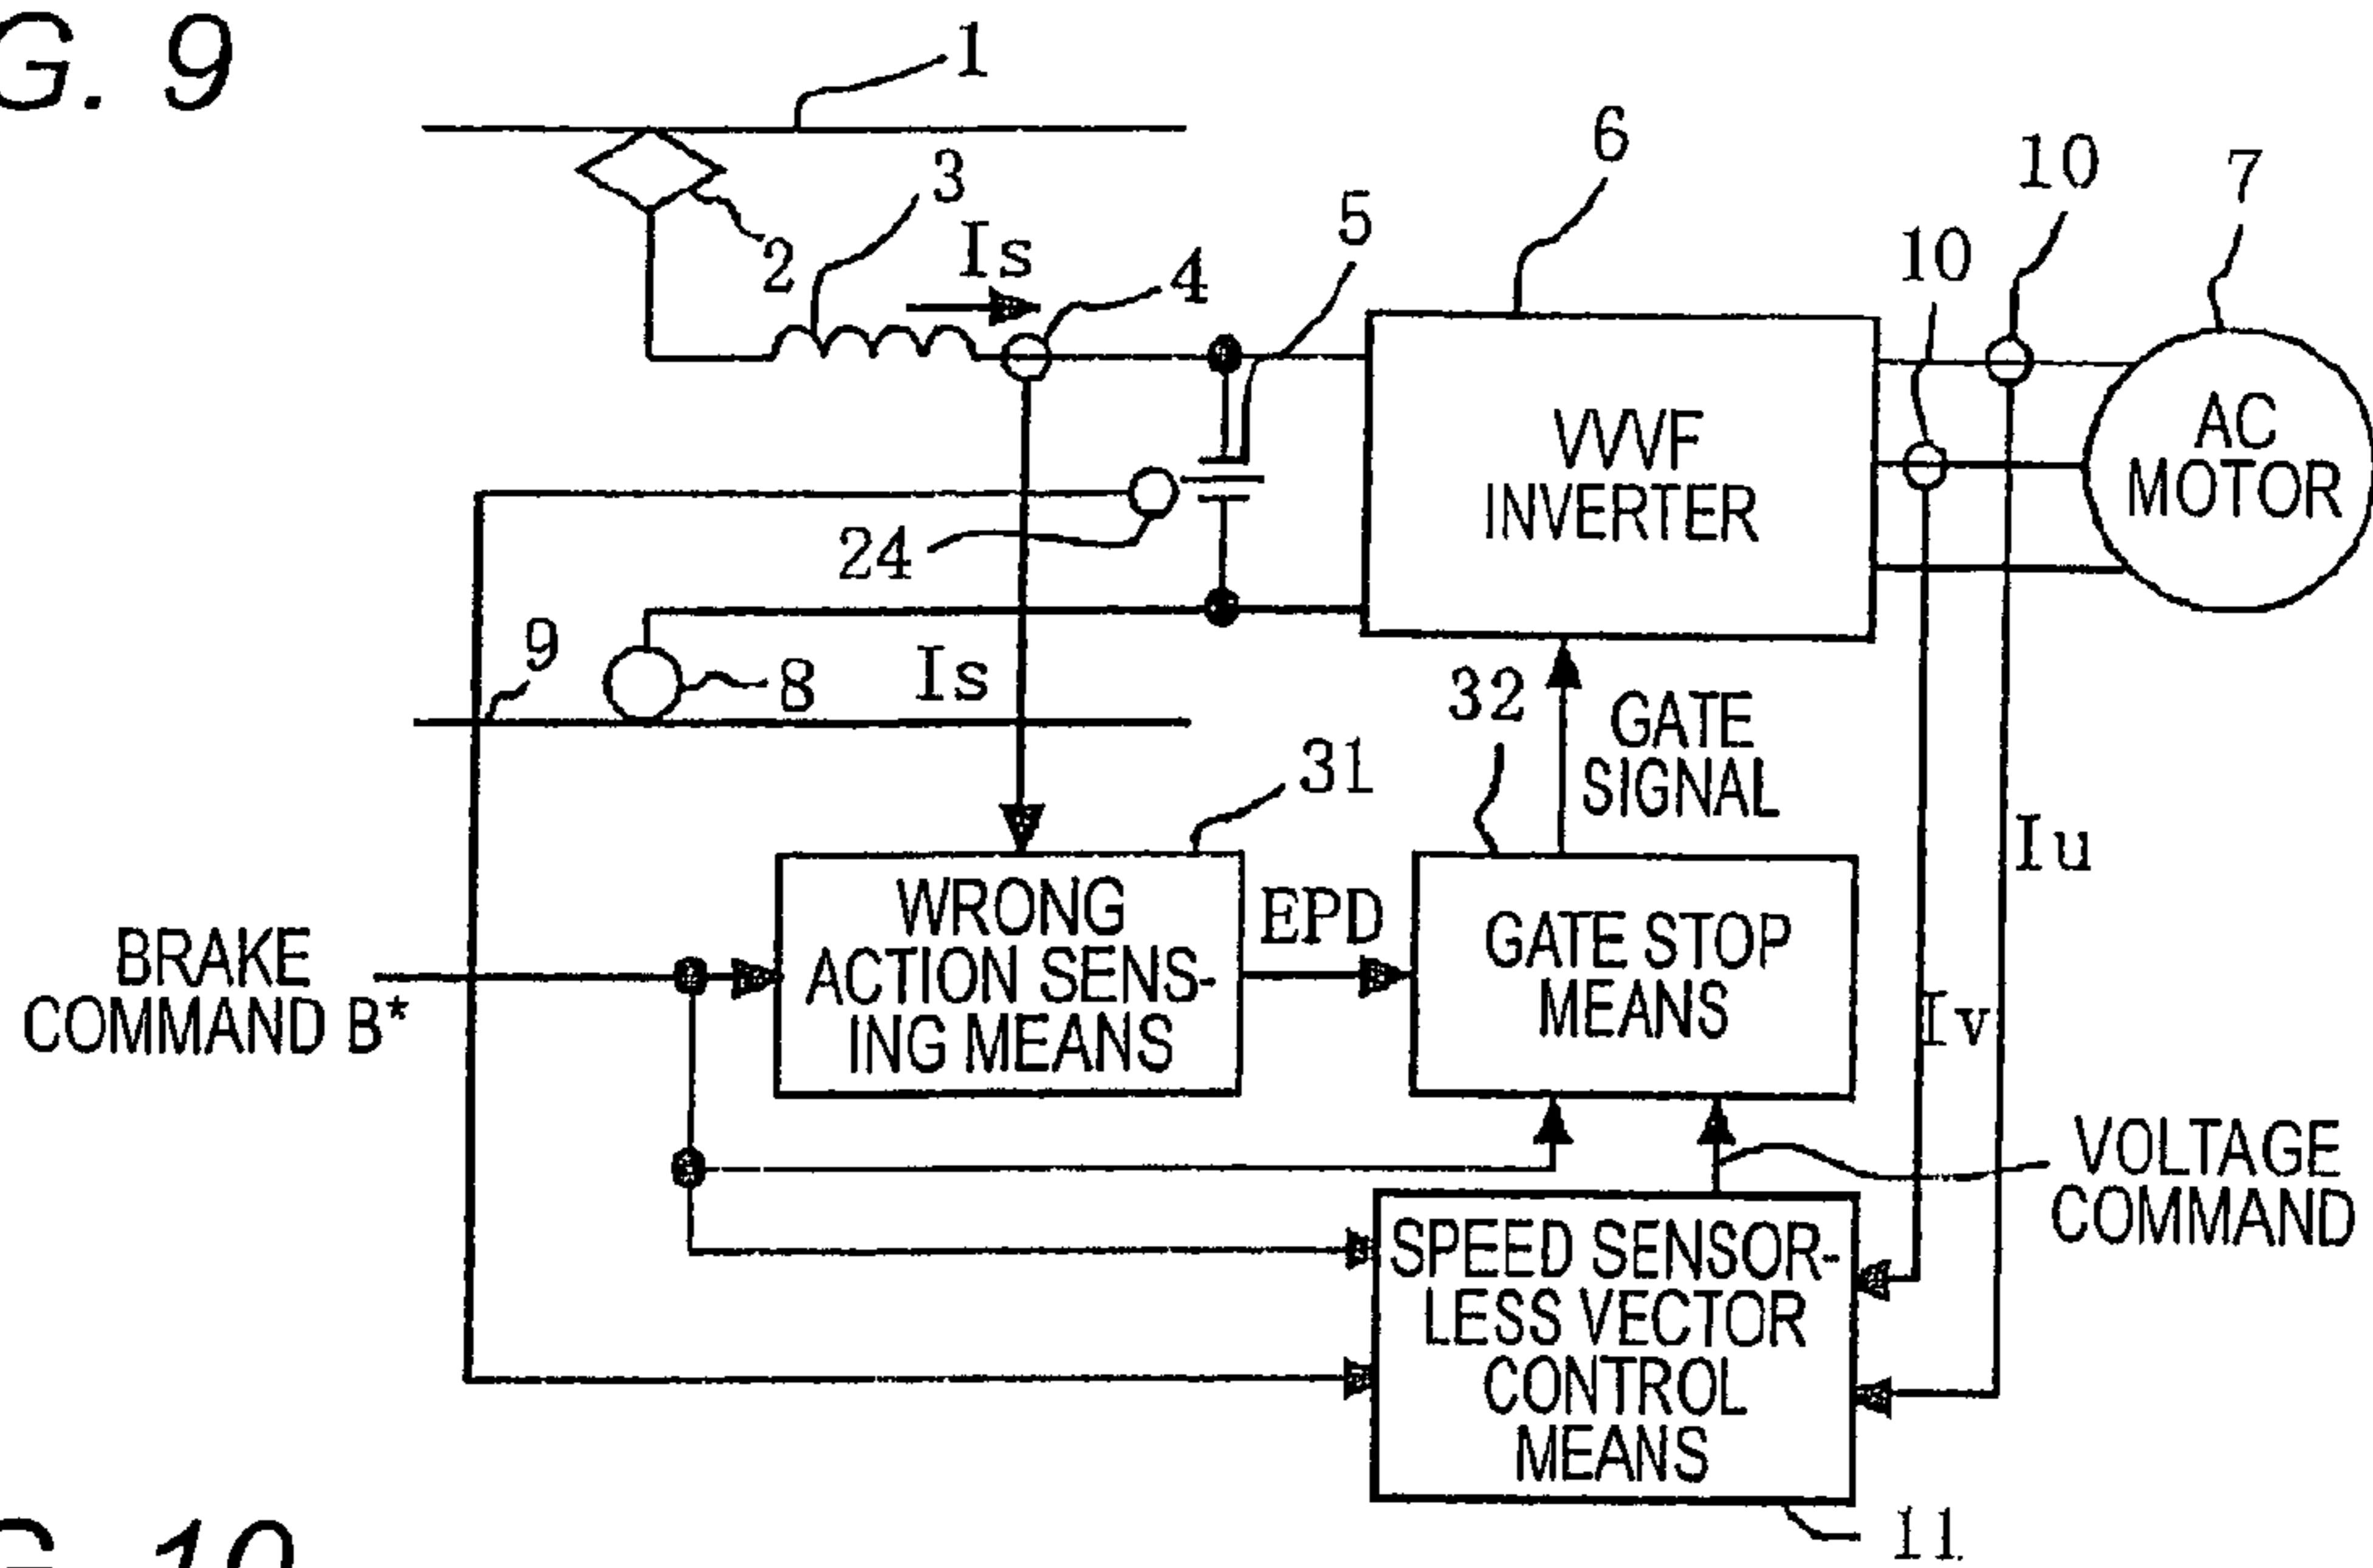 G. 9
1
2
3
Is
4
5
6
10
10
7
VVVF
INVERTER
AC
MOTOR
24
9
8
Is
32
GATE
SIGNAL
31
Iu
BRAKE
COMMAND B*
WRONG
ACTION SENS-
ING MEANS
EPD
GATE STOP
MEANS
Iv
VOLTAGE
COMMAND
SPEED SENSOR-
LESS VECTOR
CONTROL
MEANS
11
G. 10